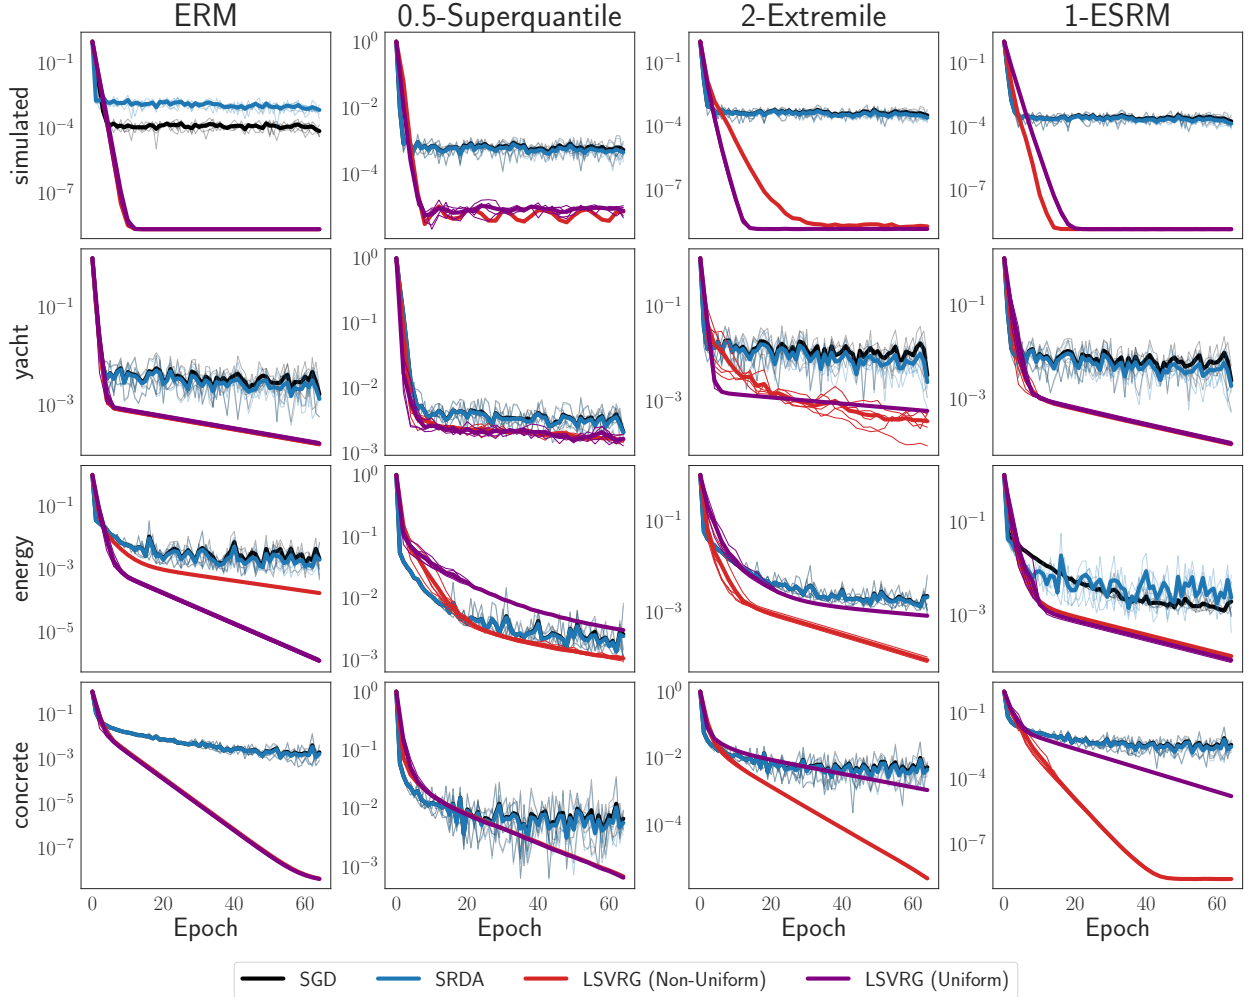 ERM 0.5-Superquantile 2-Extremile 1-ESRM
simulated
10^{-1} 10^{-4} 10^{-7}
10^{0} 10^{-2} 10^{-4}
10^{-1} 10^{-4} 10^{-7}
10^{-1} 10^{-4} 10^{-7}
yacht
10^{-1} 10^{-3}
10^{0} 10^{-1} 10^{-2} 10^{-3}
10^{-1} 10^{-3}
10^{-1} 10^{-3}
energy
10^{-1} 10^{-3} 10^{-5}
10^{0} 10^{-1} 10^{-2} 10^{-3}
10^{-1} 10^{-3}
10^{-1} 10^{-3}
concrete
10^{-1} 10^{-3} 10^{-5} 10^{-7}
10^{0} 10^{-1} 10^{-2} 10^{-3}
10^{0} 10^{-2} 10^{-4}
10^{-1} 10^{-4} 10^{-7}
0 20 40 60 0 20 40 60 0 20 40 60 0 20 40 60
Epoch Epoch Epoch Epoch
SGD SRDA LSVRG (Non-Uniform) LSVRG (Uniform)